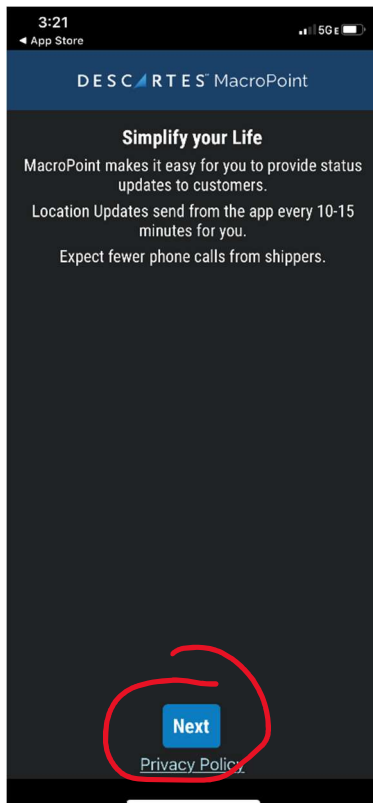 3:21
5G E
◀ App Store
DESCARTES™ MacroPoint
Simplify your Life
MacroPoint makes it easy for you to provide status
updates to customers.
Location Updates send from the app every 10-15
minutes for you.
Expect fewer phone calls from shippers.
Next
Privacy Policy